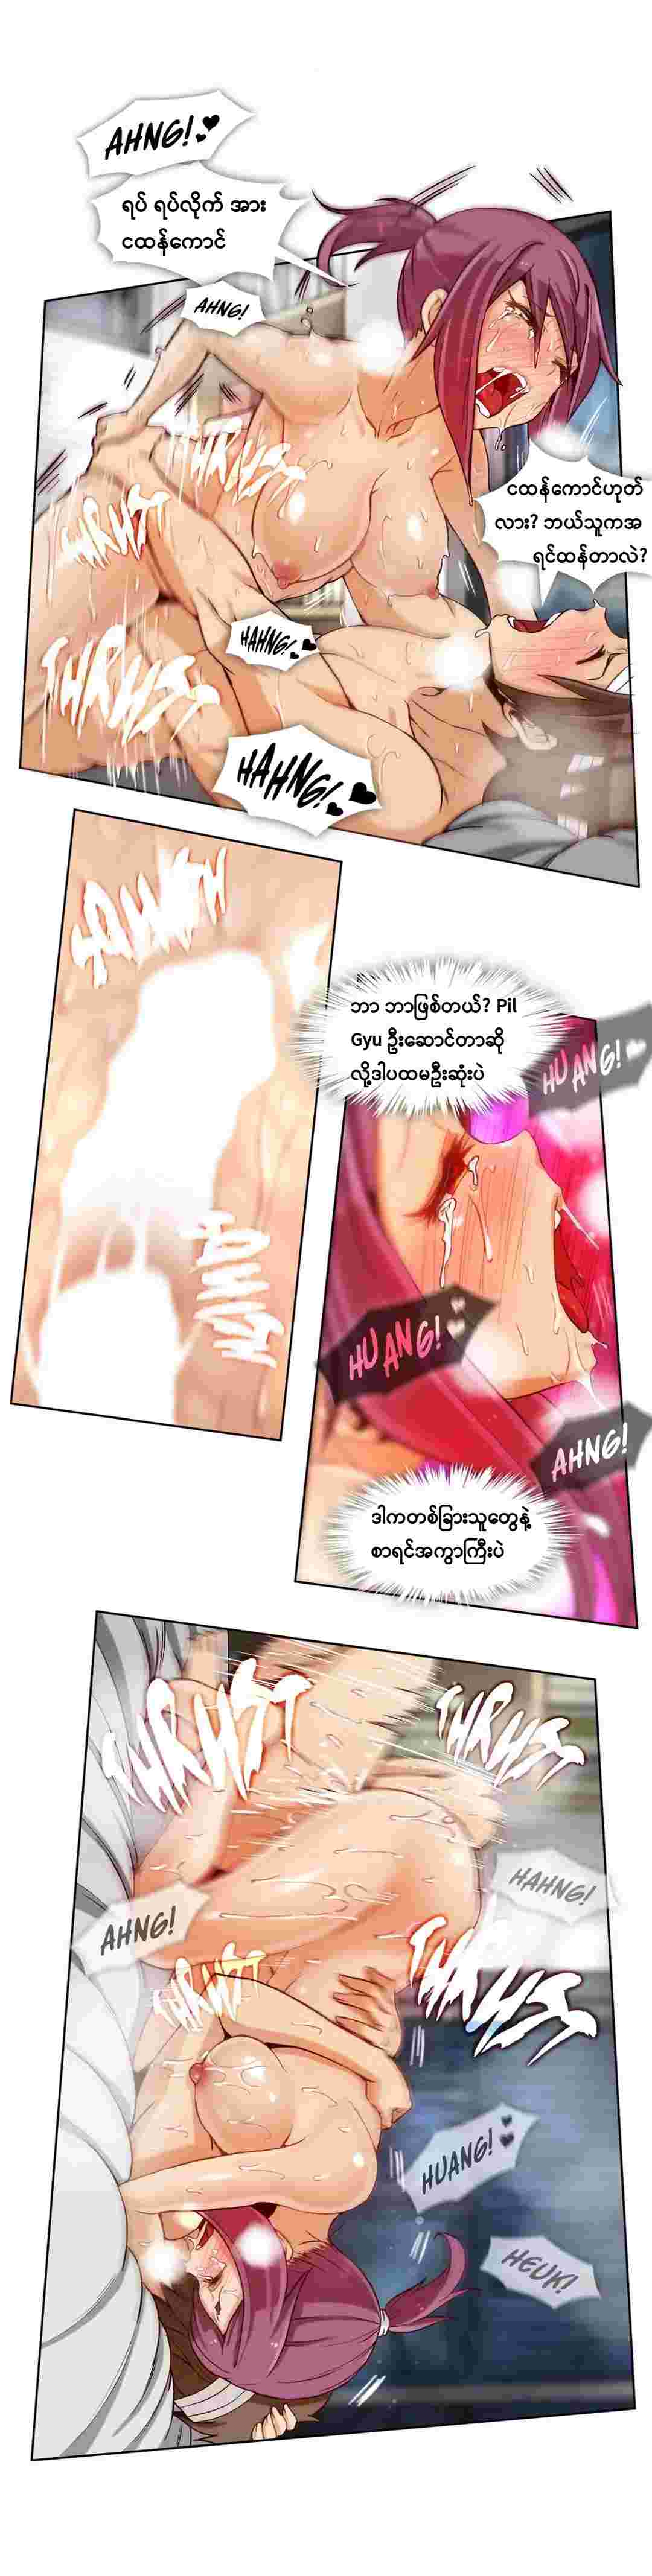 AHNG!
ရပ် ရပ်လိုက် အား
ငထန်ကောင်
AHNG!
THRUST
THRUST
ငထန်ကောင်ဟုတ်
လား? ဘယ်သူကအ
ရင်ထန်တာလဲ?
HAHNG!
THRUST
HAHNG!
SQUISH
ဘာ ဘာဖြစ်တယ်? Pil
Gyu ဦးဆောင်တာဆို
လို့ဒါပထမဦးဆုံးပဲ
HUANG!
SQUISH
HUANG!
AHNG!
ဒါကတစ်ခြားသူတွေနဲ့
စာရင်အကွာကြီးပဲ
THRUST
THRUST
HAHNG!
AHNG!
THRUST
THRUST
HUANG!
HEUK!